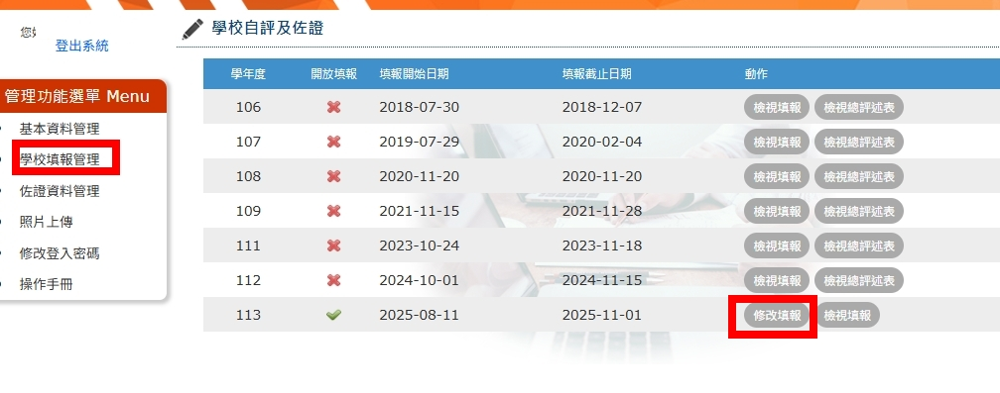 登出系統
學校自評及佐證
管理功能選單 Menu
基本資料管理
學校填報管理
佐證資料管理
照片上傳
修改登入密碼
操作手冊
學年度 開放填報 填報開始日期 填報截止日期 動作
106 2018-07-30 2018-12-07 檢視填報 檢視總評述表
107 2019-07-29 2020-02-04 檢視填報 檢視總評述表
108 2020-11-20 2020-11-20 檢視填報 檢視總評述表
109 2021-11-15 2021-11-28 檢視填報 檢視總評述表
111 2023-10-24 2023-11-18 檢視填報 檢視總評述表
112 2024-10-01 2024-11-15 檢視填報 檢視總評述表
113 2025-08-11 2025-11-01 修改填報 檢視填報